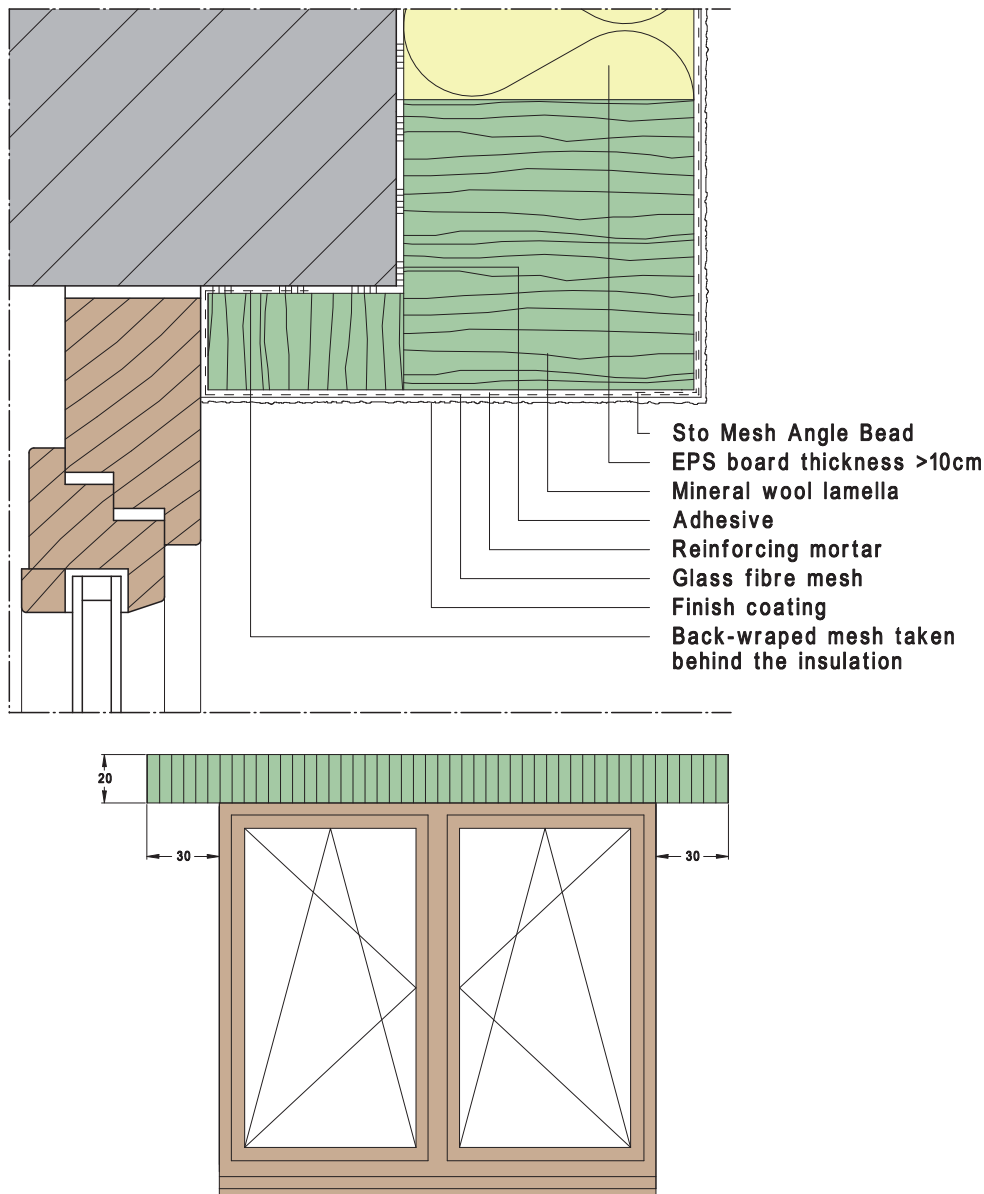 Sto Mesh Angle Bead
EPS board thickness >10cm
Mineral wool lamella
Adhesive
Reinforcing mortar
Glass fibre mesh
Finish coating
Back-wraped mesh taken
behind the insulation
20
30
30